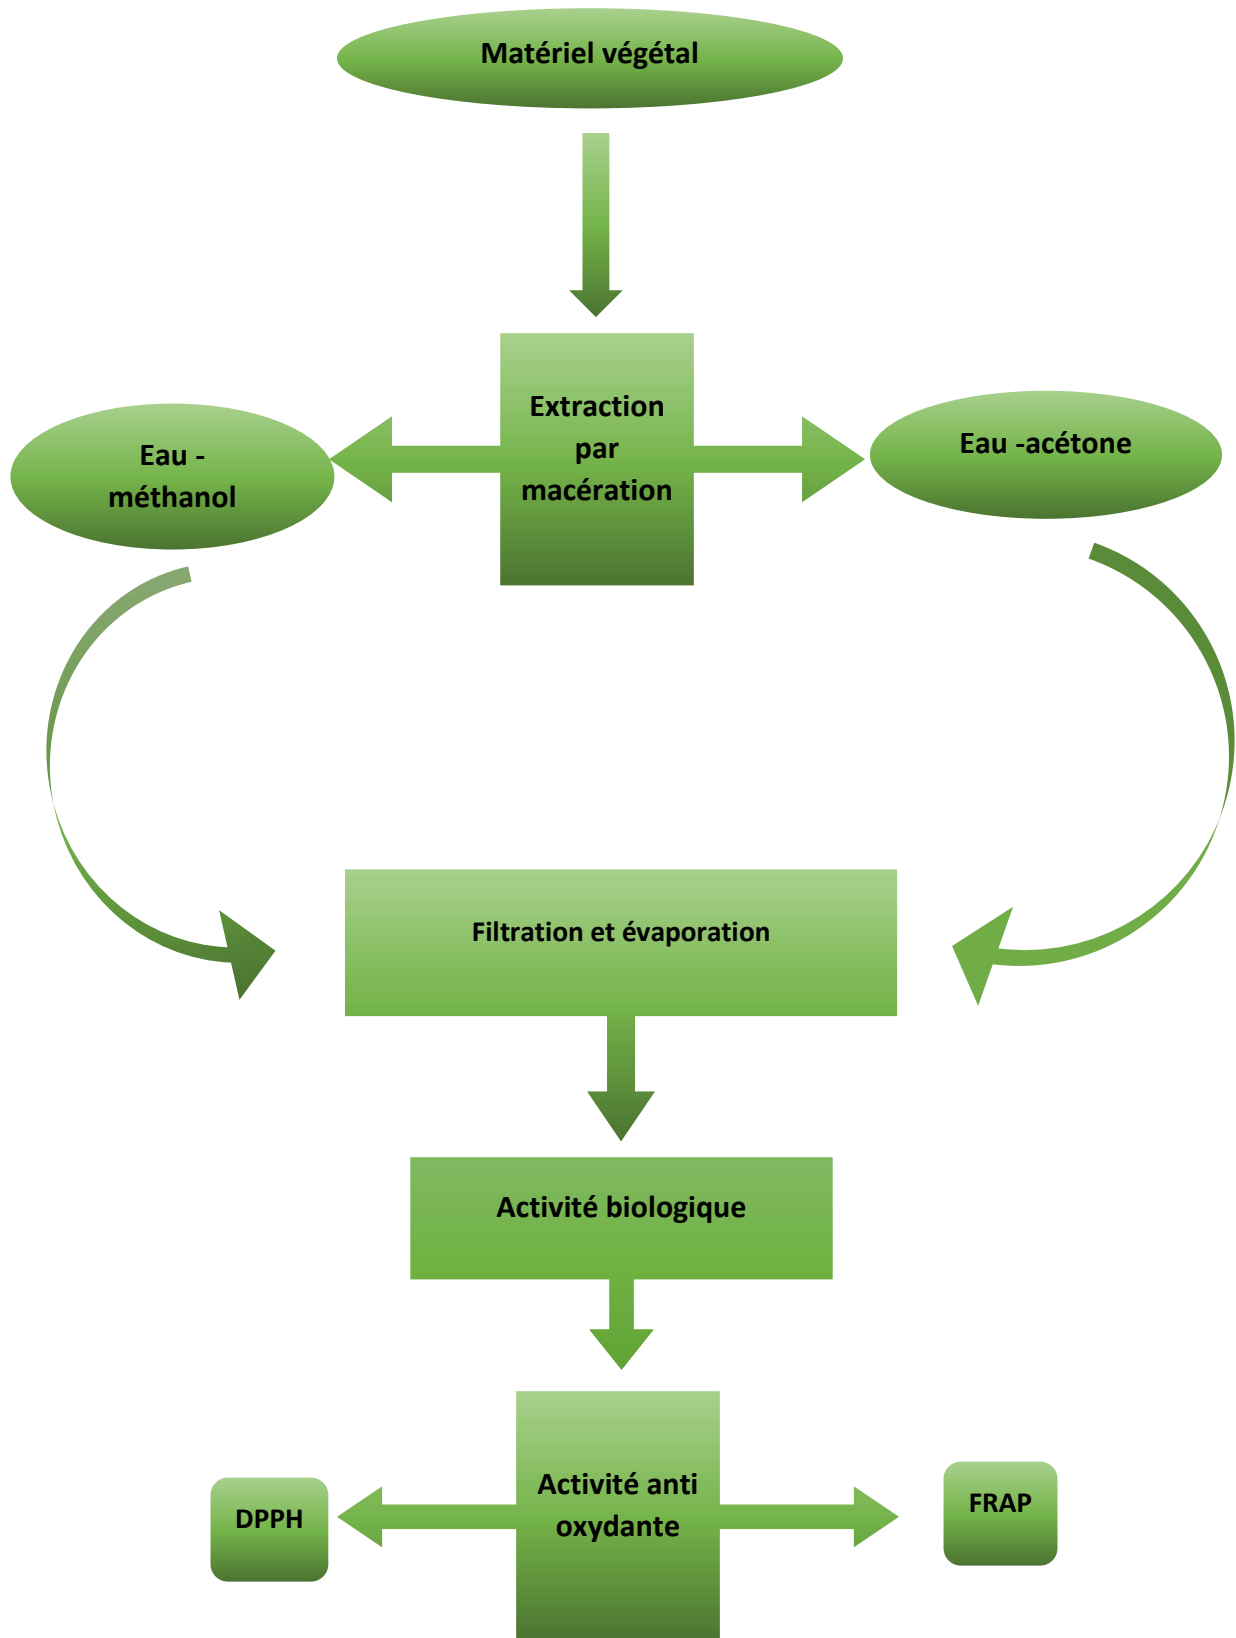 Matériel végétal
Extraction
par
macération
Eau -
méthanol
Eau -acétone
Filtration et évaporation
Activité biologique
Activité anti
oxydante
DPPH
FRAP